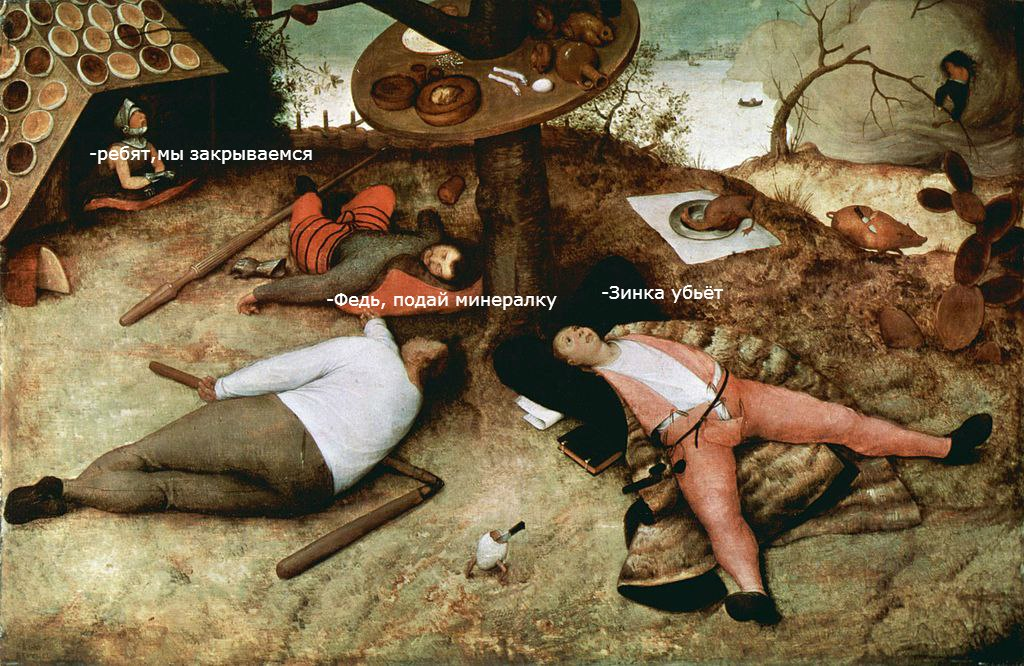 -ребят,мы закрываемся
-Зинка убьёт
-Федь, подай минералку